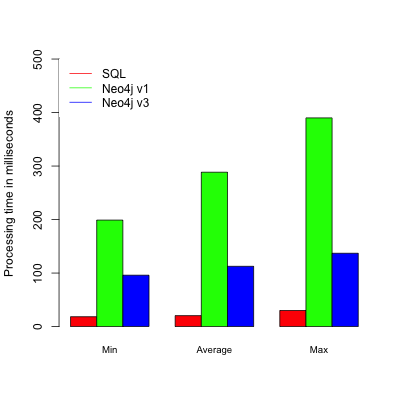 500
400
300
200
100
0
Processing time in milliseconds
SQL
Neo4j v1
Neo4j v3
Min Average Max